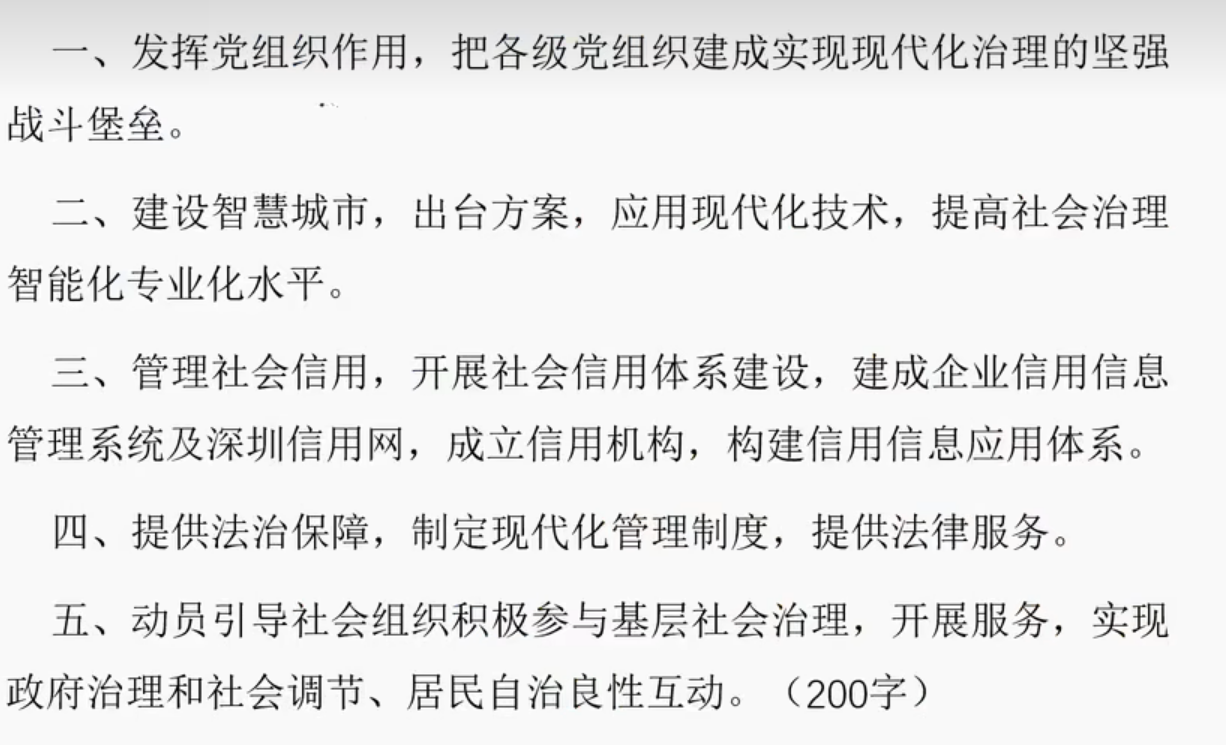 一、发挥党组织作用，把各级党组织建成实现现代化治理的坚强
战斗堡垒。
二、建设智慧城市，出台方案，应用现代化技术，提高社会治理
智能化专业化水平。
三、管理社会信用，开展社会信用体系建设，建成企业信用信息
管理系统及深圳信用网，成立信用机构，构建信用信息应用体系。
四、提供法治保障，制定现代化管理制度，提供法律服务。
五、动员引导社会组织积极参与基层社会治理，开展服务，实现
政府治理和社会调节、居民自治良性互动。（200字）